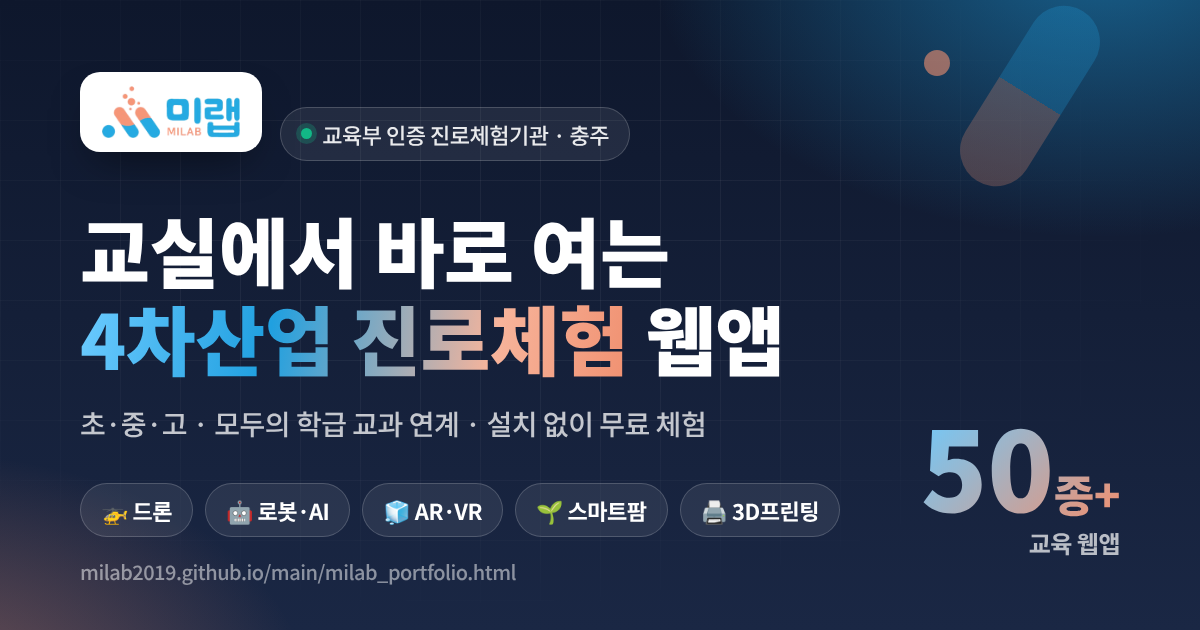 미랩
MILAB
교육부 인증 진로체험기관 · 충주
교실에서 바로 여는
4차산업 진로체험 웹앱
초·중·고 · 모두의 학급 교과 연계 · 설치 없이 무료 체험
드론
로봇·AI
AR·VR
스마트팜
3D프린팅
50종+
교육 웹앱
milab2019.github.io/main/milab_portfolio.html